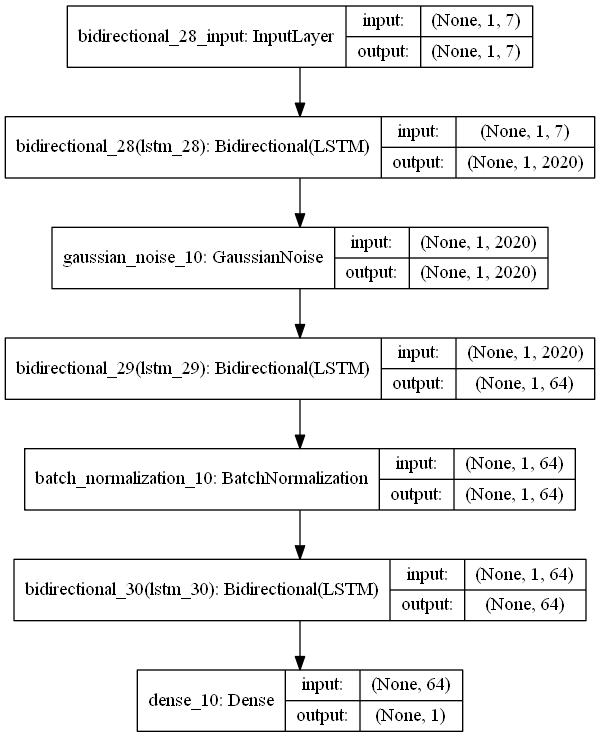 bidirectional_28_input: InputLayer
input: (None, 1, 7)
output: (None, 1, 7)
bidirectional_28(lstm_28): Bidirectional(LSTM)
input: (None, 1, 7)
output: (None, 1, 2020)
gaussian_noise_10: GaussianNoise
input: (None, 1, 2020)
output: (None, 1, 2020)
bidirectional_29(lstm_29): Bidirectional(LSTM)
input: (None, 1, 2020)
output: (None, 1, 64)
batch_normalization_10: BatchNormalization
input: (None, 1, 64)
output: (None, 1, 64)
bidirectional_30(lstm_30): Bidirectional(LSTM)
input: (None, 1, 64)
output: (None, 64)
dense_10: Dense
input: (None, 64)
output: (None, 1)